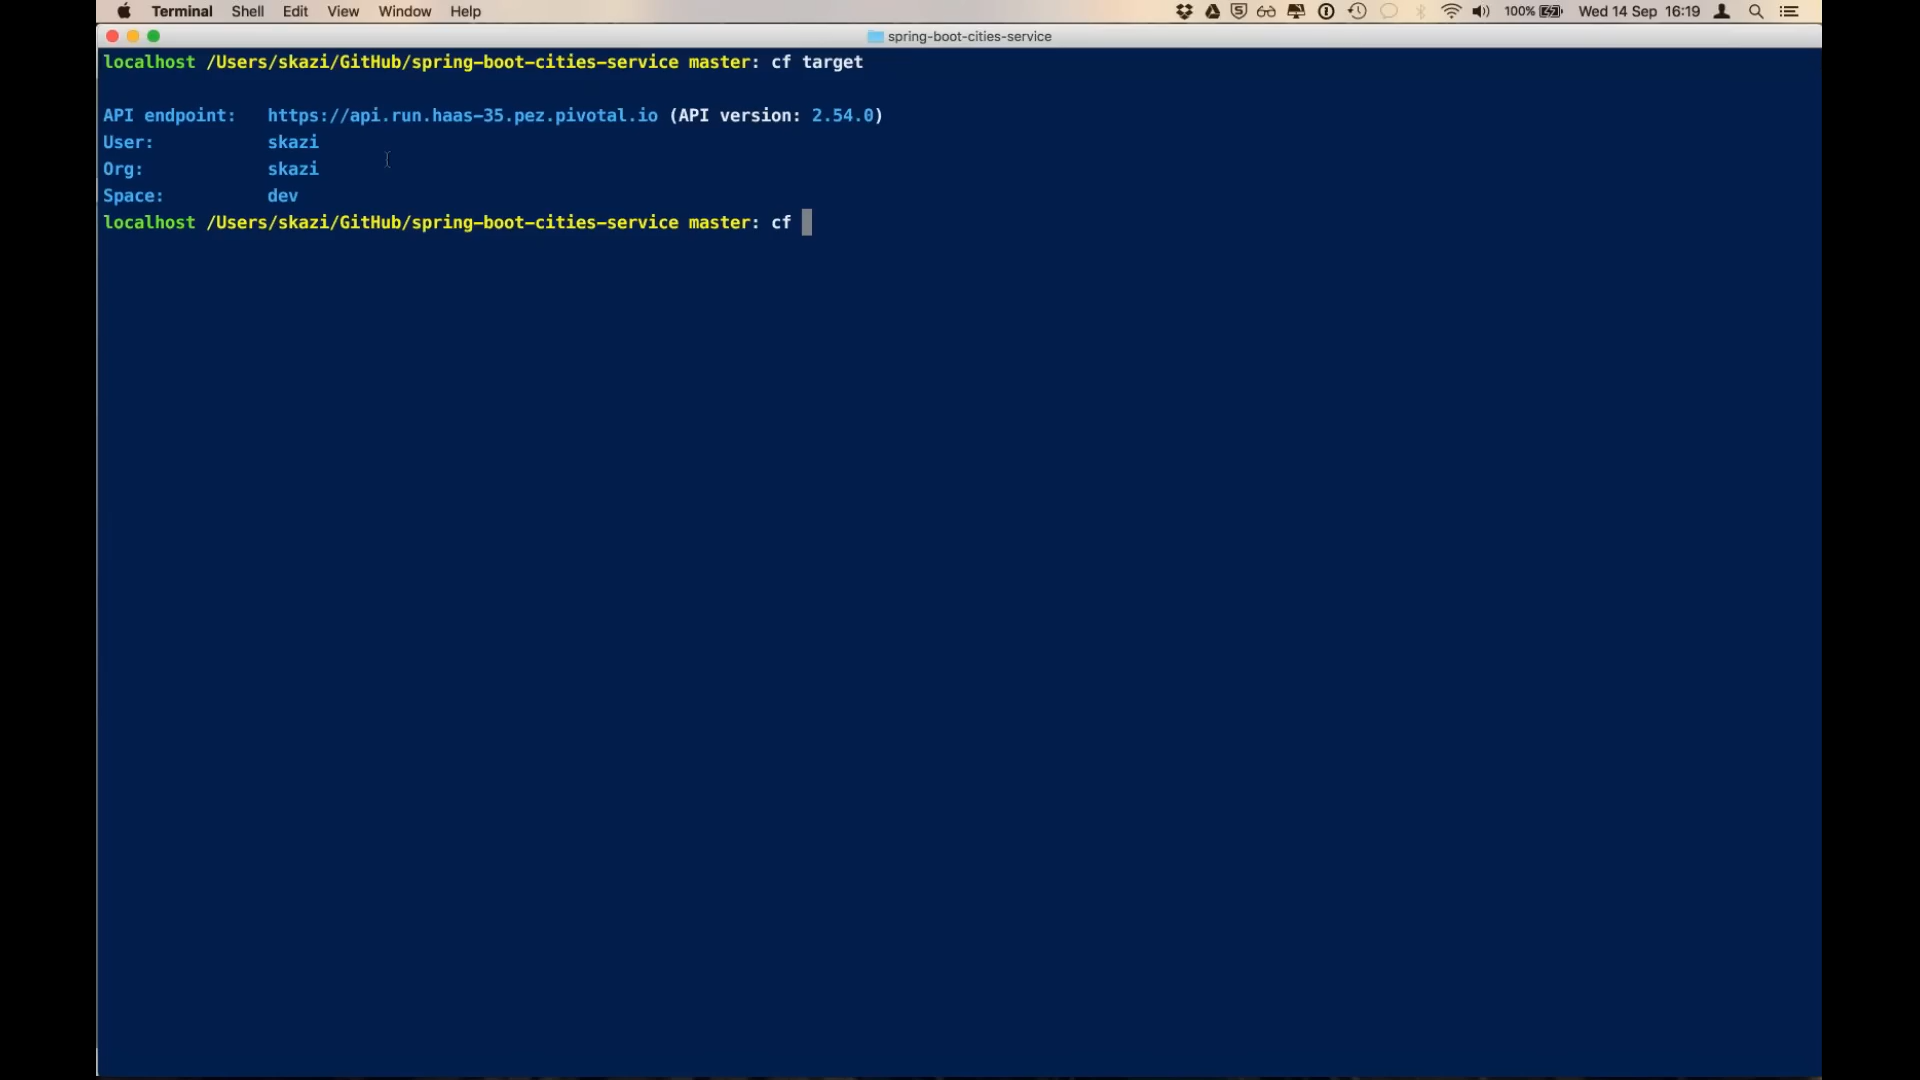 Terminal Shell Edit View Window Help 100% Wed 14 Sep 16:19
spring-boot-cities-service
localhost /Users/skazi/GitHub/spring-boot-cities-service master: cf target
API endpoint: https://api.run.haas-35.pez.pivotal.io (API version: 2.54.0)
User: skazi
Org: skazi
Space: dev
localhost /Users/skazi/GitHub/spring-boot-cities-service master: cf